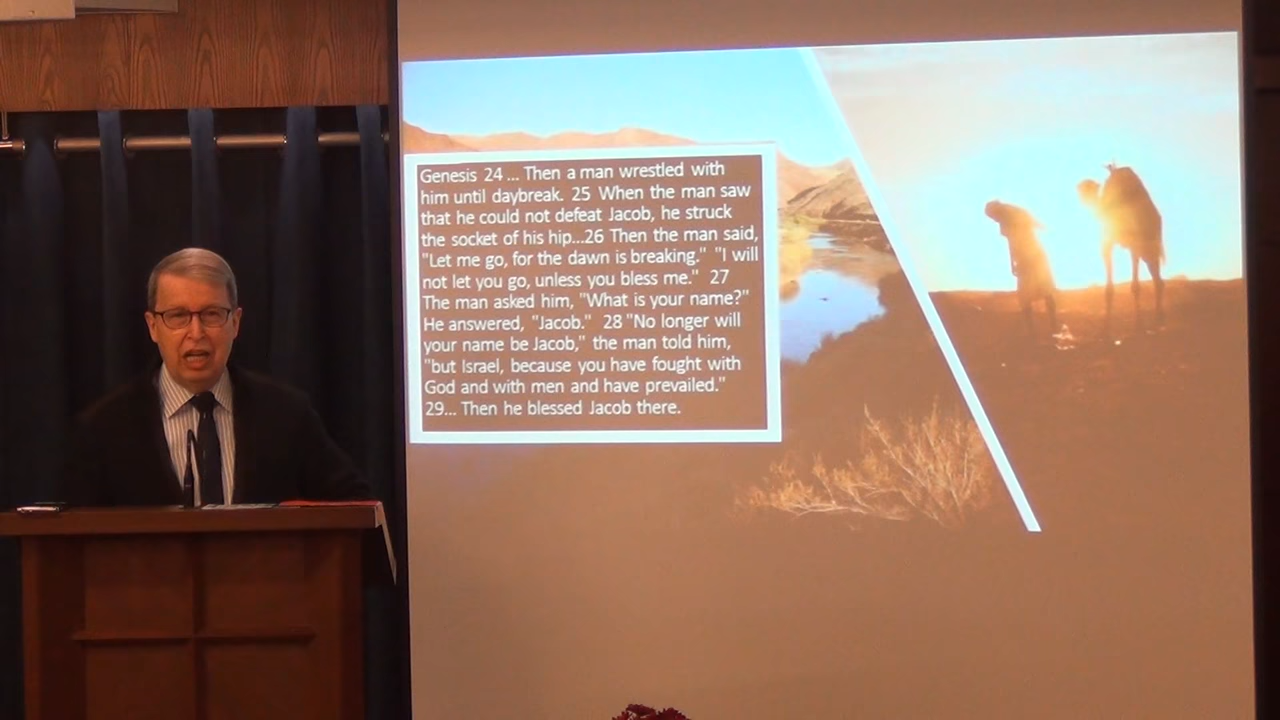 Genesis 24 ... Then a man wrestled with
him until daybreak. 25 When the man saw
that he could not defeat Jacob, he struck
the socket of his hip...26 Then the man said,
"Let me go, for the dawn is breaking." "I will
not let you go, unless you bless me." 27
The man asked him, "What is your name?"
He answered, "Jacob." 28 "No longer will
your name be Jacob," the man told him,
"but Israel, because you have fought with
God and with men and have prevailed."
29... Then he blessed Jacob there.